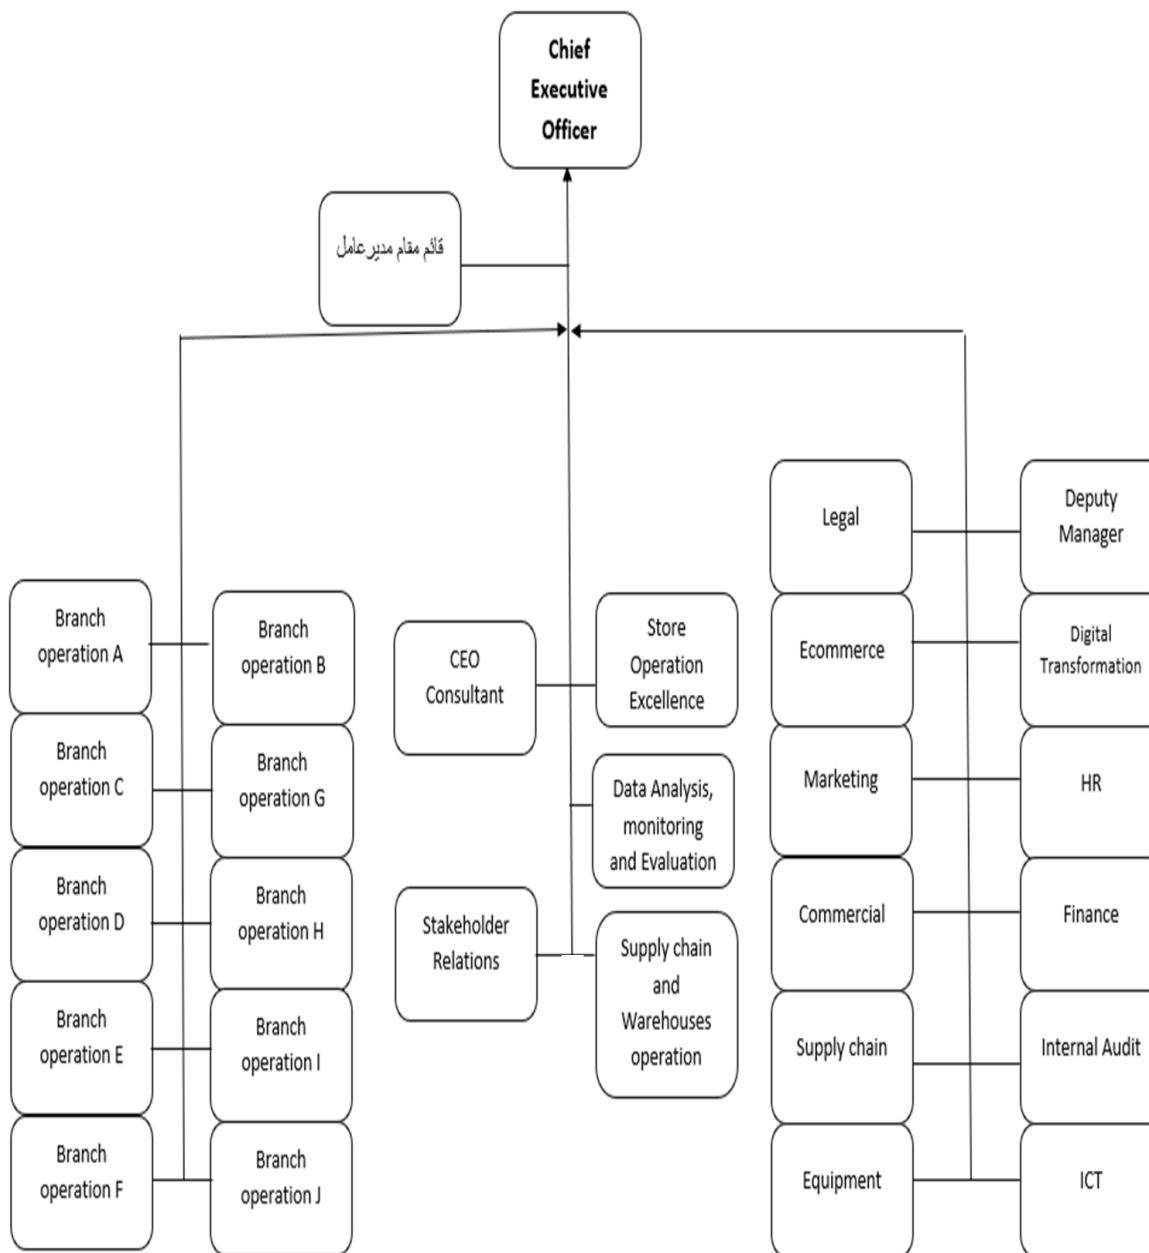 Chief
Executive
Officer
قائم مقام مدیرعامل
Legal
Deputy
Manager
Branch
operation A
Branch
operation B
CEO
Consultant
Store
Operation
Excellence
Ecommerce
Digital
Transformation
Branch
operation C
Branch
operation G
Data Analysis,
monitoring
and Evaluation
Marketing
HR
Branch
operation D
Branch
operation H
Stakeholder
Relations
Supply chain
and
Warehouses
operation
Commercial
Finance
Branch
operation E
Branch
operation I
Supply chain
Internal Audit
Branch
operation F
Branch
operation J
Equipment
ICT